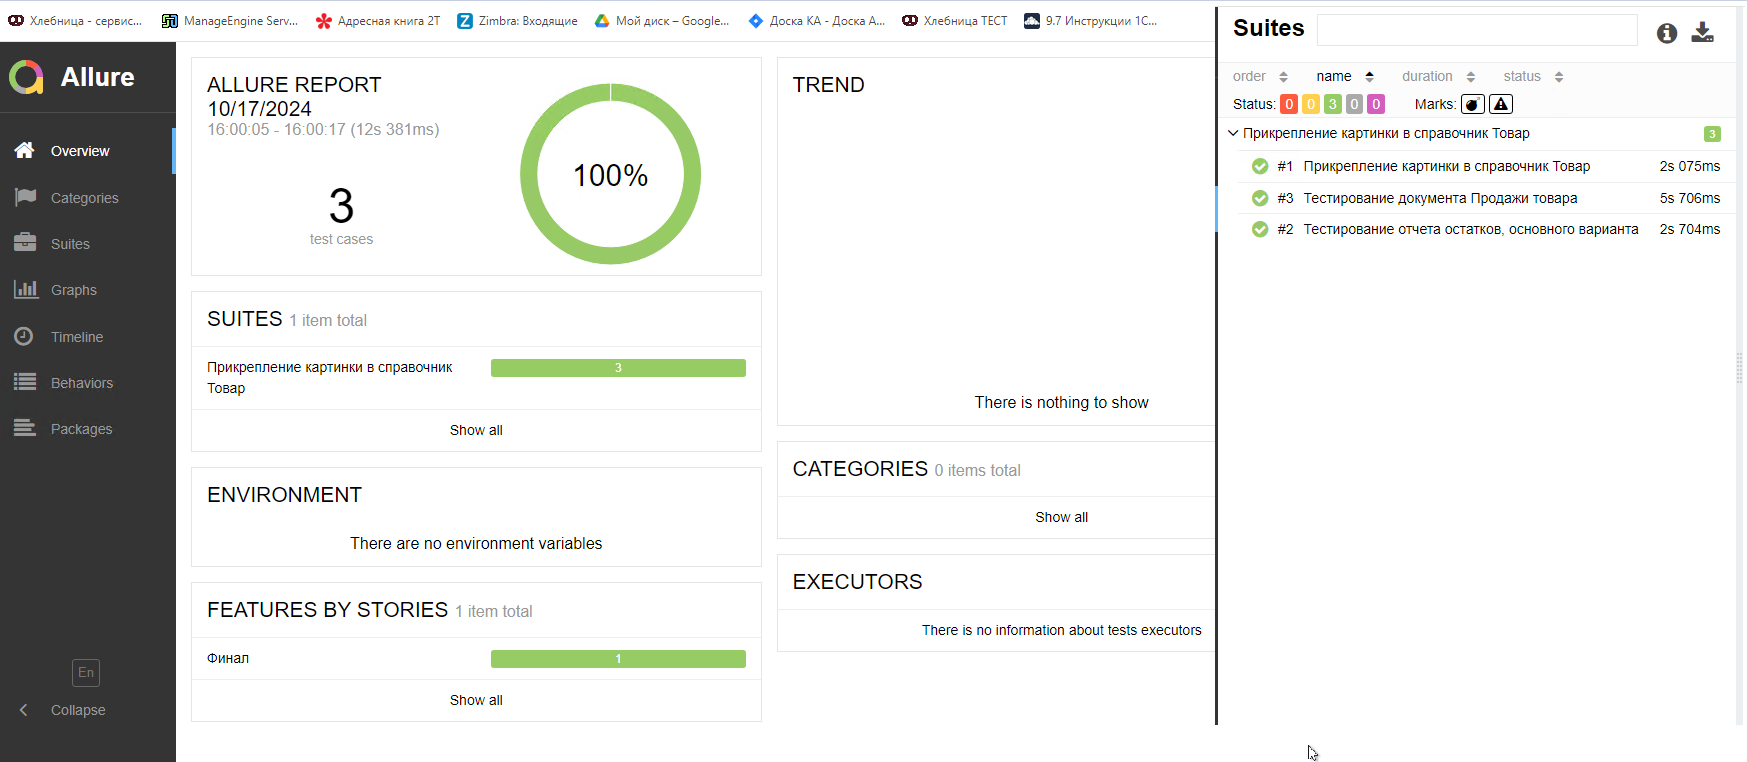 Хлебница - сервис...
ManageEngine Serv...
Адресная книга 2Т
Zimbra: Входящие
Мой диск – Google...
Доска КА - Доска А...
Хлебница ТЕСТ
9.7 Инструкции 1С...
Allure
Overview
Categories
Suites
Graphs
Timeline
Behaviors
Packages
En
Collapse
ALLURE REPORT
10/17/2024
16:00:05 - 16:00:17 (12s 381ms)
3
test cases
100%
SUITES 1 item total
Прикрепление картинки в справочник
Товар
3
Show all
ENVIRONMENT
There are no environment variables
FEATURES BY STORIES 1 item total
Финал
1
Show all
TREND
There is nothing to show
CATEGORIES 0 items total
Show all
EXECUTORS
There is no information about tests executors
Suites
order name duration status
Status: 0 0 3 0 0 Marks:
Прикрепление картинки в справочник Товар 3
#1 Прикрепление картинки в справочник Товар 2s 075ms
#3 Тестирование документа Продажи товара 5s 706ms
#2 Тестирование отчета остатков, основного варианта 2s 704ms